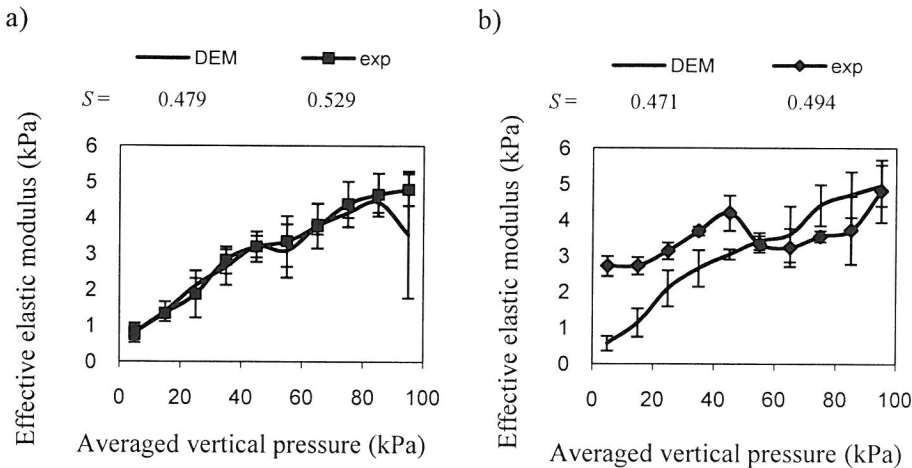 a)
DEM exp
S = 0.479 0.529
Effective elastic modulus (kPa)
6
5
4
3
2
1
0
0 20 40 60 80 100
Averaged vertical pressure (kPa)
b)
DEM exp
S = 0.471 0.494
Effective elastic modulus (kPa)
6
5
4
3
2
1
0
0 20 40 60 80 100
Averaged vertical pressure (kPa)